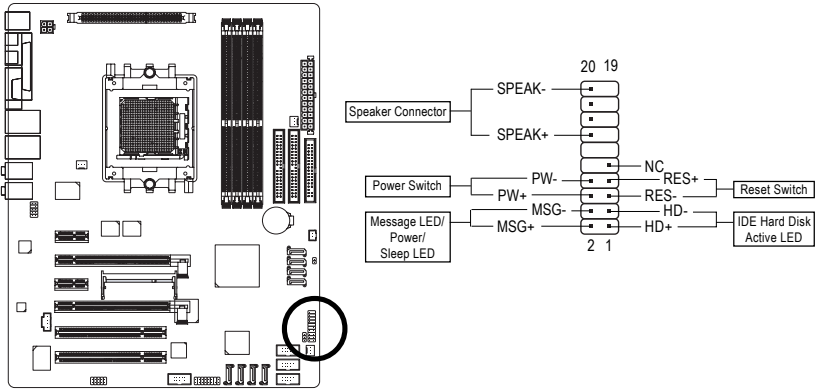 20 19
SPEAK-
Speaker Connector
SPEAK+
NC
PW-
RES+
Power Switch
Reset Switch
PW+
RES-
MSG-
HD-
Message LED/
Power/
Sleep LED
IDE Hard Disk
Active LED
MSG+
HD+
2 1